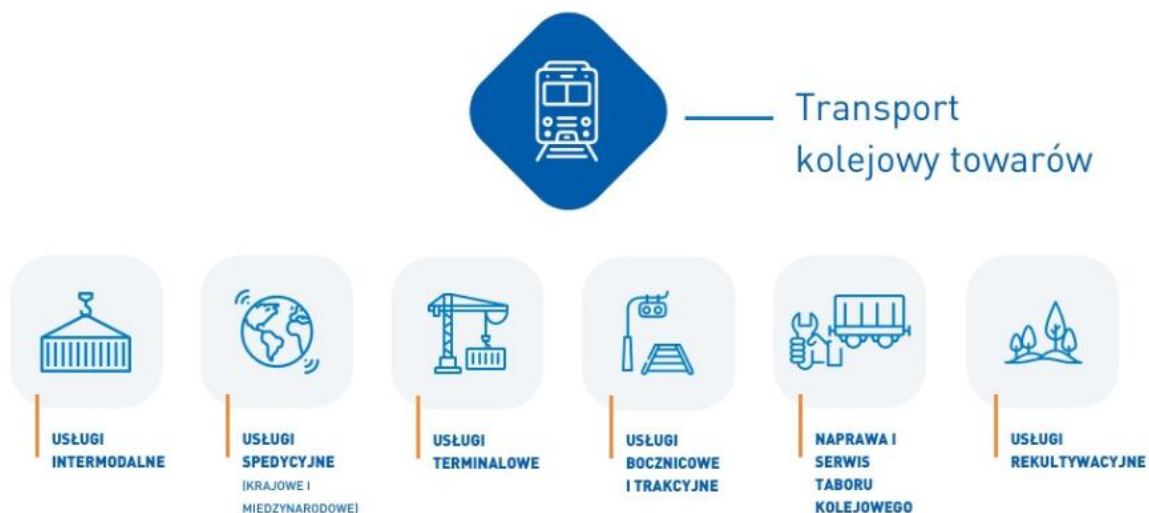 Transport
kolejowy towarów
USŁUGI
INTERMODALNE
USŁUGI
SPEDYCYJNE
(KRAJOWE I
MIĘDZYNARODOWE)
USŁUGI
TERMINALOWE
USŁUGI
BOCZNICOWE
I TRAKCYJNE
NAPRAWA I
SERWIS
TABORU
KOLEJOWEGO
USŁUGI
REKULTYWACYJNE